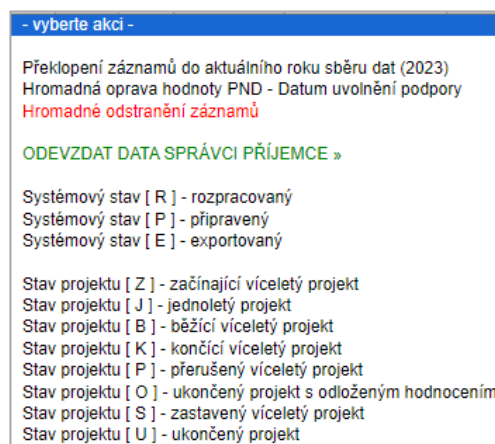 - vyberte akci -
Překlopení záznamů do aktuálního roku sběru dat (2023)
Hromadná oprava hodnoty PND - Datum uvolnění podpory
Hromadné odstranění záznamů
ODEVZDAT DATA SPRÁVCI PŘÍJEMCE »
Systémový stav [ R ] - rozpracovaný
Systémový stav [ P ] - připravený
Systémový stav [ E ] - exportovaný
Stav projektu [ Z ] - začínající víceletý projekt
Stav projektu [ J ] - jednoletý projekt
Stav projektu [ B ] - běžící víceletý projekt
Stav projektu [ K ] - končící víceletý projekt
Stav projektu [ P ] - přerušený víceletý projekt
Stav projektu [ O ] - ukončený projekt s odloženým hodnocením
Stav projektu [ S ] - zastavený víceletý projekt
Stav projektu [ U ] - ukončený projekt